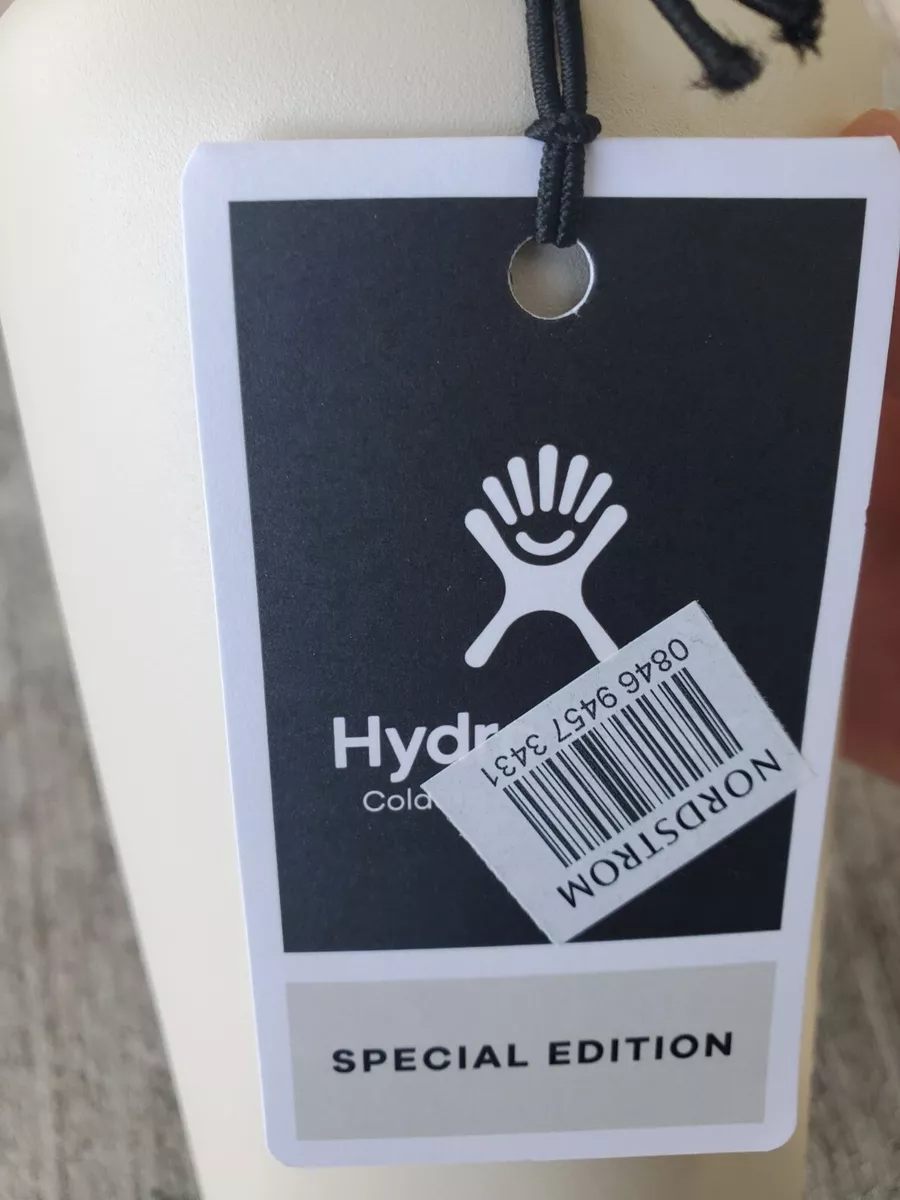 Hydr
Cold
0846 9457 3431
NORDSTROM
SPECIAL EDITION